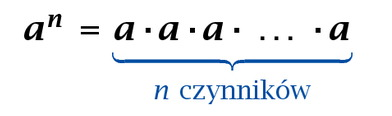 aⁿ = a · a · a · … · a
n czynników